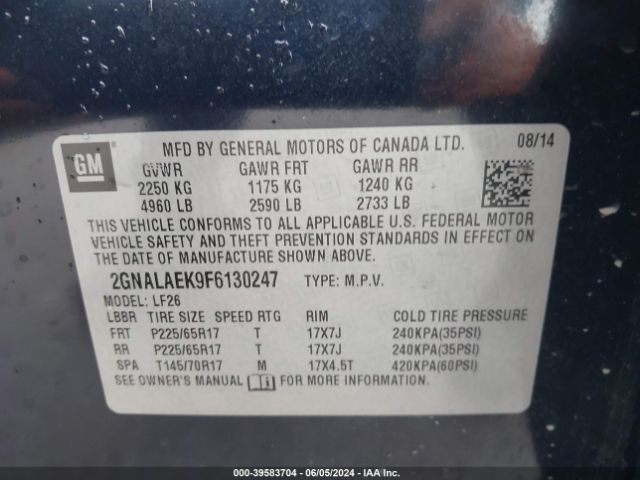 MFD BY GENERAL MOTORS OF CANADA LTD. 08/14
GM
GVWR GAWR FRT GAWR RR
2250 KG 1175 KG 1240 KG
4960 LB 2590 LB 2733 LB
THIS VEHICLE CONFORMS TO ALL APPLICABLE U.S. FEDERAL MOTOR
VEHICLE SAFETY AND THEFT PREVENTION STANDARDS IN EFFECT ON
THE DATE OF MANUFACTURE SHOWN ABOVE.
2GNALAEK9F6130247 TYPE: M.P.V.
MODEL: LF26
LBBR TIRE SIZE SPEED RTG RIM COLD TIRE PRESSURE
FRT P225/65R17 T 17X7J 240KPA(35PSI)
RR P225/65R17 T 17X7J 240KPA(35PSI)
SPA T145/70R17 M 17X4.5T 420KPA(60PSI)
SEE OWNER'S MANUAL FOR MORE INFORMATION.
000-39583704 | 06/05/2024 - copart.com